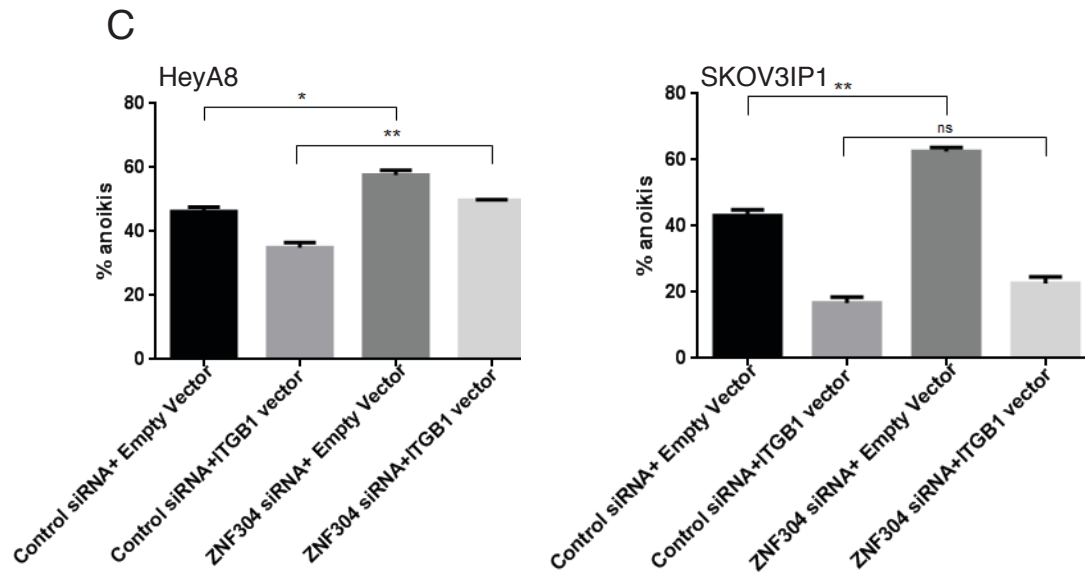 C
HeyA8
% anoikis
80
60
40
20
0
*
**
Control siRNA+ Empty Vector
Control siRNA+ITGB1 vector
ZNF304 siRNA+ Empty Vector
ZNF304 siRNA+ITGB1 vector
SKOV3IP1
% anoikis
80
60
40
20
0
**
ns
Control siRNA+ Empty Vector
Control siRNA+ITGB1 vector
ZNF304 siRNA+ Empty Vector
ZNF304 siRNA+ITGB1 vector